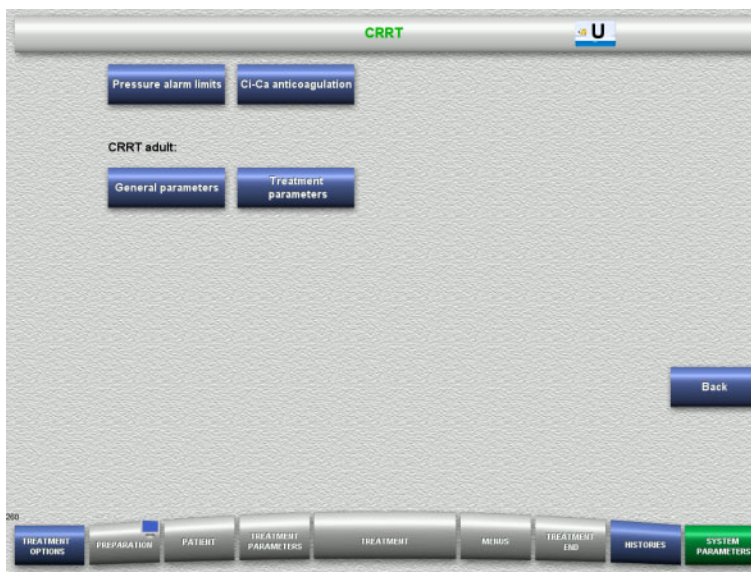 CRRT
U
Pressure alarm limits
Ci-Ca anticoagulation
CRRT adult:
General parameters
Treatment
parameters
Back
TREATMENT
OPTIONS
PREPARATION
PATIENT
TREATMENT
PARAMETERS
TREATMENT
MENUS
TREATMENT
END
HISTORIES
SYSTEM
PARAMETERS